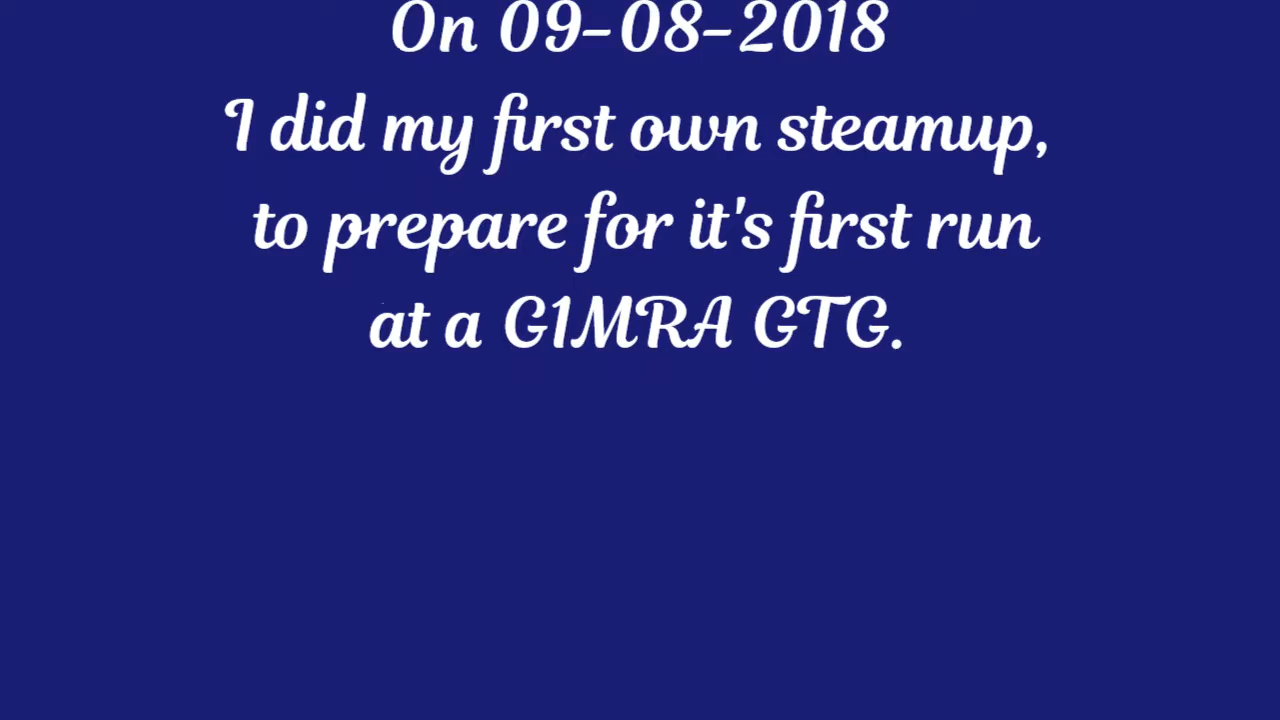 On 09-08-2018
I did my first own steamup,
to prepare for it's first run
at a G1MRA GTG.